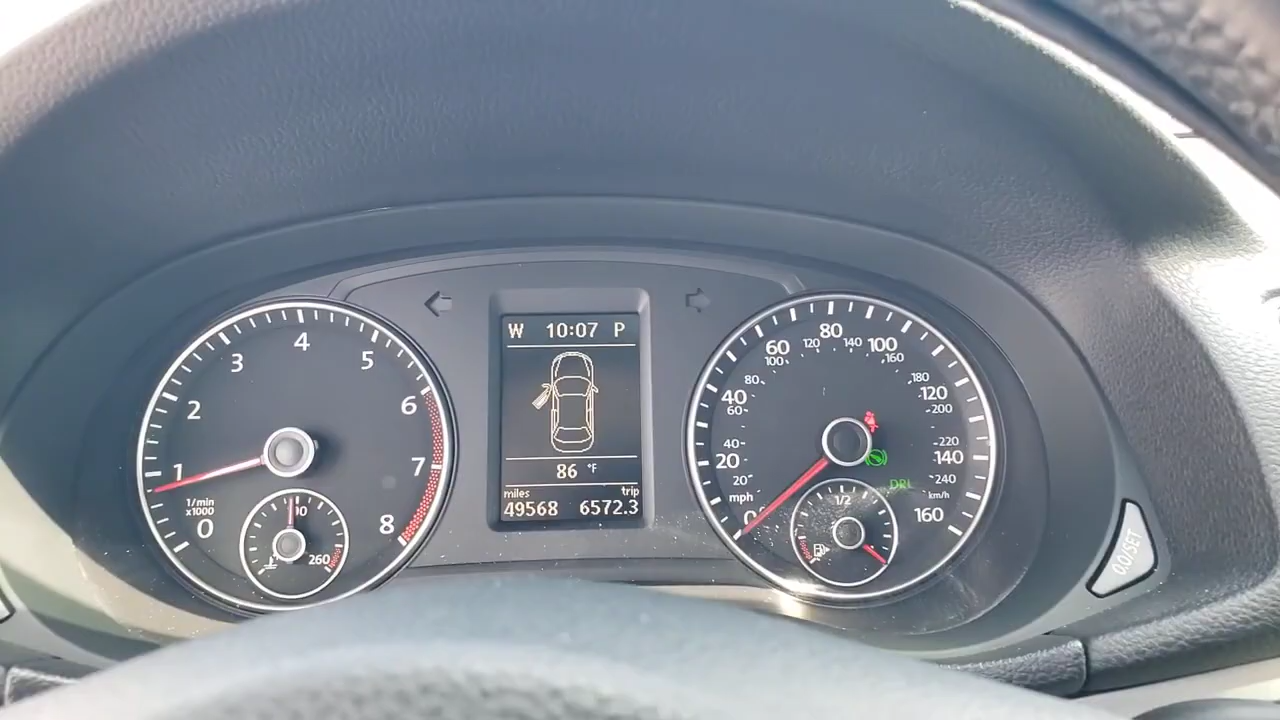 W 10:07 P
86 °F
miles trip
49568 6572.3
0 1 2 3 4 5 6 7 8
1/min
x1000
260
0 20 40 60 80 100 120 140 160
20 40 60 80 100 120 140 160 180 200 220 240
mph
km/h
1/2
DRL
0.0/SET